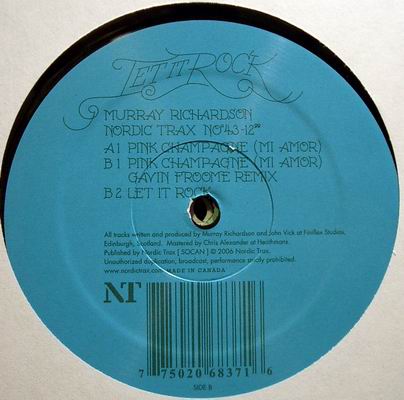 LET IT ROCK
MURRAY RICHARDSON
NORDIC TRAX NO°43-12"
A1 PINK CHAMPAGNE (MI AMOR)
B1 PINK CHAMPAGNE (MI AMOR)
GAVIN FROOME REMIX
B2 LET IT ROCK
All tracks written and produced by Murray Richardson and John Vick at Finiflex Studios,
Edinburgh, Scotland. Mastered by Chris Alexander at Heathmans.
Published by Nordic Trax [ SOCAN ] © 2006 Nordic Trax.
Unauthorized duplication, broadcast, performance strictly prohibited.
www.nordictrax.com MADE IN CANADA
NT
7 75020 68371 6
SIDE B